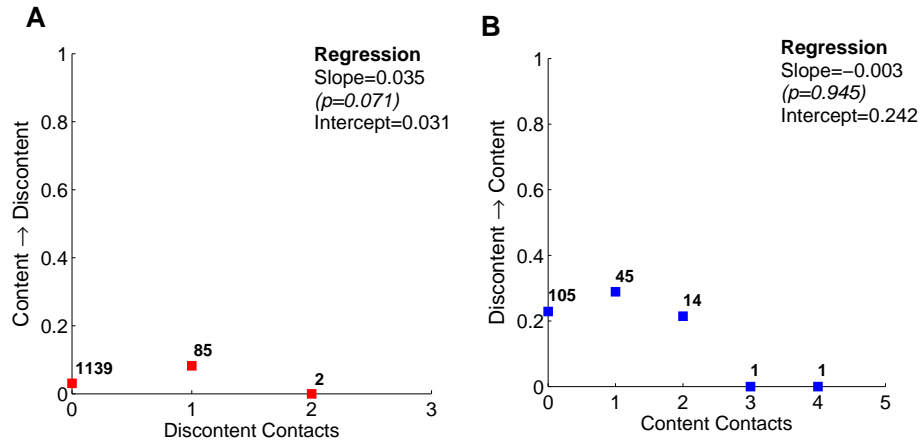 A
Regression
Slope=0.035
(p=0.071)
Intercept=0.031
1
0.8
0.6
0.4
0.2
0
Content → Discontent
1139
85
2
0
1
2
3
Discontent Contacts
B
Regression
Slope=−0.003
(p=0.945)
Intercept=0.242
1
0.8
0.6
0.4
0.2
0
Discontent → Content
105
45
14
1
1
0
1
2
3
4
5
Content Contacts